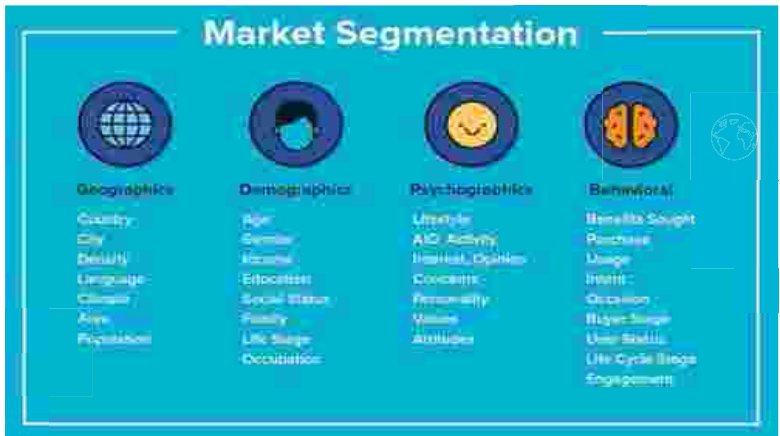 Market Segmentation
Geographics
Country
City
Density
Language
Climate
Area
Population
Demographics
Age
Gender
Income
Education
Social Status
Family
Life Stage
Occupation
Psychographics
Lifestyle
AIO: Activity,
Interest, Opinion
Concerns
Personality
Values
Attitudes
Behavioral
Benefits Sought
Purchase
Usage
Intent
Occasion
Buyer Stage
User Status
Life Cycle Stage
Engagement